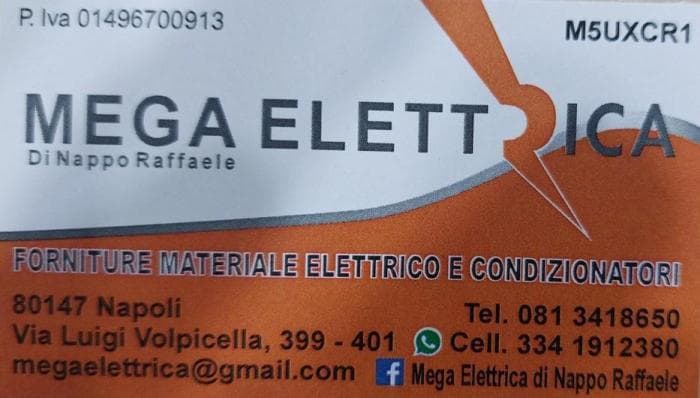 P. Iva 01496700913
M5UXCR1
MEGA ELETTRICA
Di Nappo Raffaele
FORNITURE MATERIALE ELETTRICO E CONDIZIONATORI
80147 Napoli
Tel. 081 3418650
Via Luigi Volpicella, 399 - 401
Cell. 334 1912380
megaelettrica@gmail.com
Mega Elettrica di Nappo Raffaele